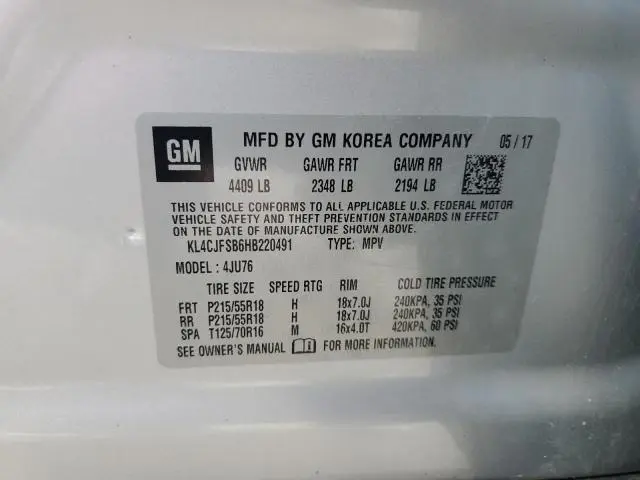 GM MFD BY GM KOREA COMPANY 05 / 17
GVWR GAWR FRT GAWR RR
4409 LB 2348 LB 2194 LB
THIS VEHICLE CONFORMS TO ALL APPLICABLE U.S. FEDERAL MOTOR
VEHICLE SAFETY AND THEFT PREVENTION STANDARDS IN EFFECT
ON THE DATE OF MANUFACTURE SHOWN ABOVE.
KL4CJFSB6HB220491 TYPE: MPV
MODEL : 4JU76
TIRE SIZE SPEED RTG RIM COLD TIRE PRESSURE
FRT P215/55R18 H 18x7.0J 240KPA, 35 PSI
RR P215/55R18 H 18x7.0J 240KPA, 35 PSI
SPA T125/70R16 M 16x4.0T 420KPA, 60 PSI
SEE OWNER'S MANUAL FOR MORE INFORMATION.